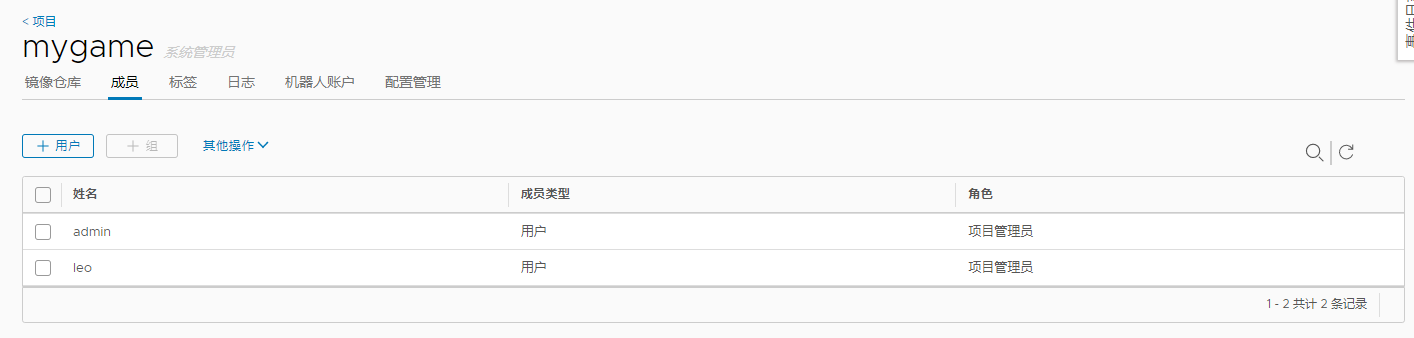 < 项目
mygame 系统管理员
镜像仓库 成员 标签 日志 机器人账户 配置管理
+ 用户 + 组 其他操作
姓名 成员类型 角色
admin 用户 项目管理员
leo 用户 项目管理员
1 - 2 共计 2 条记录
事件日